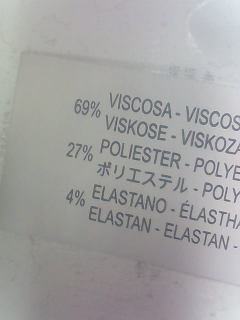 69% VISCOSA - VISCOS
VISKOSE - VISKOZA
27% POLIESTER - POLYE
ポリエステル - POLY
4% ELASTANO - ÉLASTHA
ELASTAN - ELASTAN -